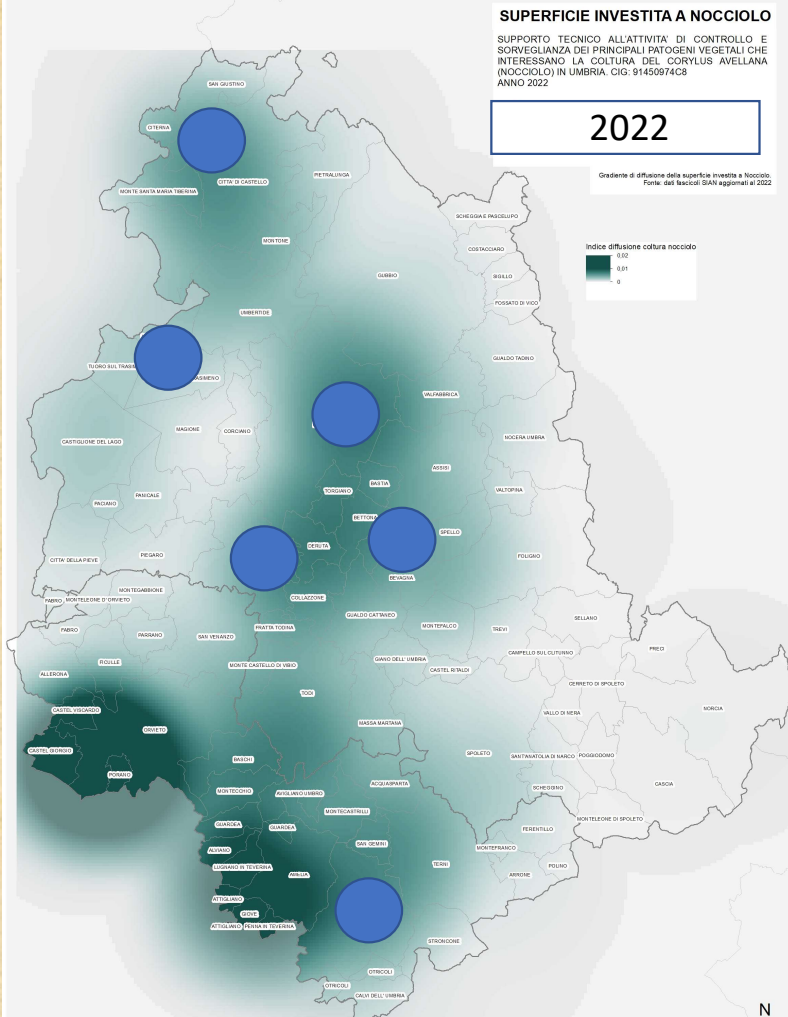 SUPERFICIE INVESTITA A NOCCIOLO
SUPPORTO TECNICO ALL'ATTIVITA' DI CONTROLLO E
SORVEGLIANZA DEI PRINCIPALI PATOGENI VEGETALI CHE
INTERESSANO LA COLTURA DEL CORYLUS AVELLANA
(NOCCIOLO) IN UMBRIA. CIG: 91450974C8
ANNO 2022
2022
Gradiente di diffusione della superficie investita a Nocciolo.
Fonte: dati fascicoli SIAN aggiornati al 2022
Indice diffusione coltura nocciolo
0,02
0,01
0
SAN GIUSTINO
CITERNA
PIETRALUNGA
CITTA' DI CASTELLO
MONTE SANTA MARIA TIBERINA
SCHEGGIA E PASCELUPO
MONTONE
COSTACCIARO
GUBBIO
SIGILLO
FOSSATO DI VICO
UMBERTIDE
GUALDO TADINO
TUORO SUL TRASIM
ASIMENO
VALFABBRICA
MAGIONE
CORCIANO
NOCERA UMBRA
CASTIGLIONE DEL LAGO
ASSISI
BASTIA
TORGIANO
VALTOPINA
PANICALE
PACIANO
BETTONA
SPELLO
DERUTA
PIEGARO
FOLIGNO
CITTA' DELLA PIEVE
BEVAGNA
MONTEGABBIONE
COLLAZZONE
FABRO
MONTELEONE D'ORVIETO
GUALDO CATTANEO
SELLANO
FRATTA TODINA
MONTEFALCO
TREVI
FABRO
PARRANO
SAN VENANZO
PRECI
CAMPELLO SUL CLITUNNO
GIANO DELL' UMBRIA
FICULLE
MONTE CASTELLO DI VIBIO
CASTEL RITALDI
ALLERONA
CERRETO DI SPOLETO
TODI
CASTEL VISCARDO
NORCIA
VALLO DI NERA
MASSA MARTANA
ORVIETO
CASTEL GIORGIO
SPOLETO
SANT'ANATOLIA DI NARCO
POGGIODOMO
BASCHI
PORANO
ACQUASPARTA
CASCIA
SCHEGGINO
MONTECCHIO
AVIGLIANO UMBRO
MONTECASTRILLI
MONTELEONE DI SPOLETO
GUARDEA
GUARDEA
FERENTILLO
SAN GEMINI
MONTEFRANCO
ALVIANO
TERNI
LUGNANO IN TEVERINA
POLINO
AMELIA
ARRONE
ATTIGLIANO
GIOVE
ATTIGLIANO
PENNA IN TEVERINA
STRONCONE
OTRICOLI
OTRICOLI
CALVI DELL' UMBRIA
N